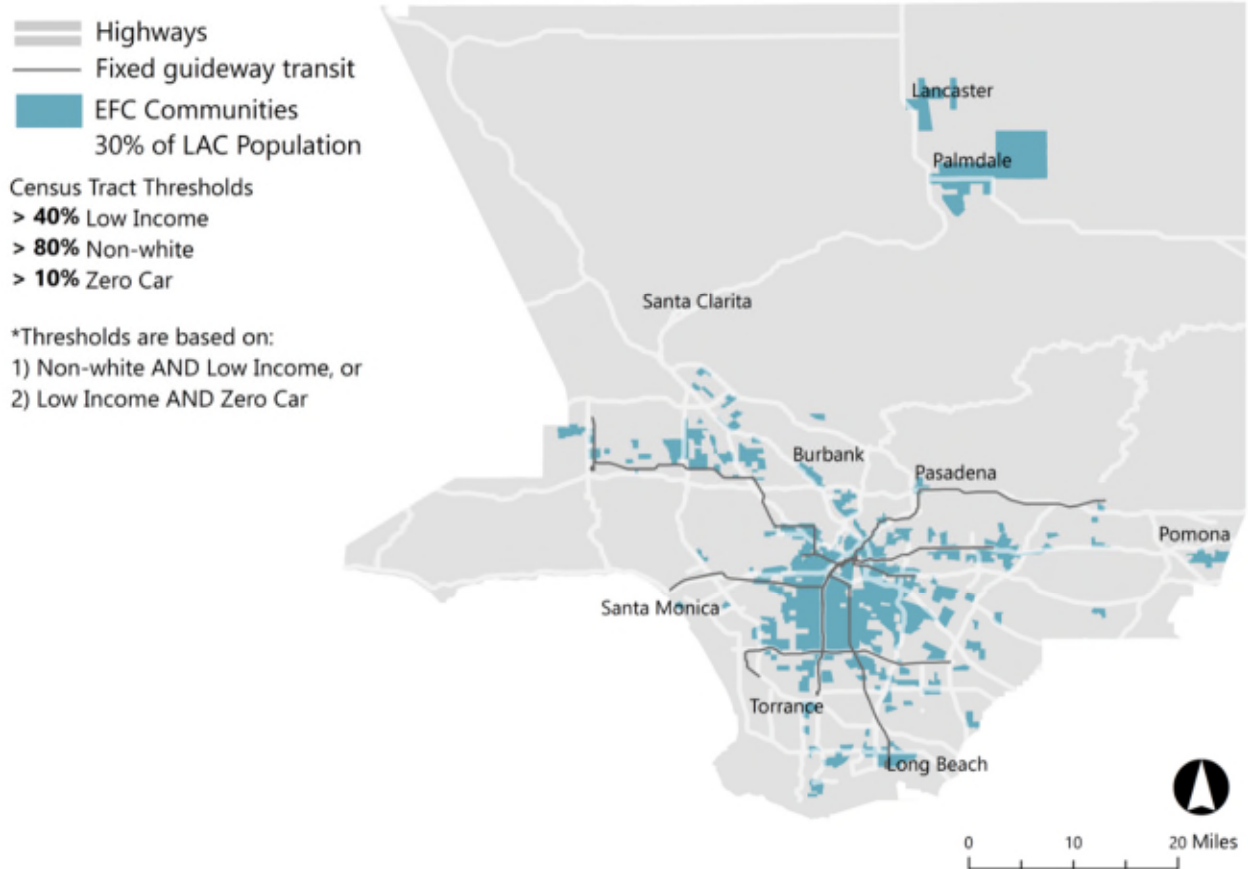 Highways
Fixed guideway transit
EFC Communities
30% of LAC Population
Census Tract Thresholds
> 40% Low Income
> 80% Non-white
> 10% Zero Car
*Thresholds are based on:
1) Non-white AND Low Income, or
2) Low Income AND Zero Car
Lancaster
Palmdale
Santa Clarita
Burbank
Pasadena
Pomona
Santa Monica
Torrance
Long Beach
0 10 20 Miles